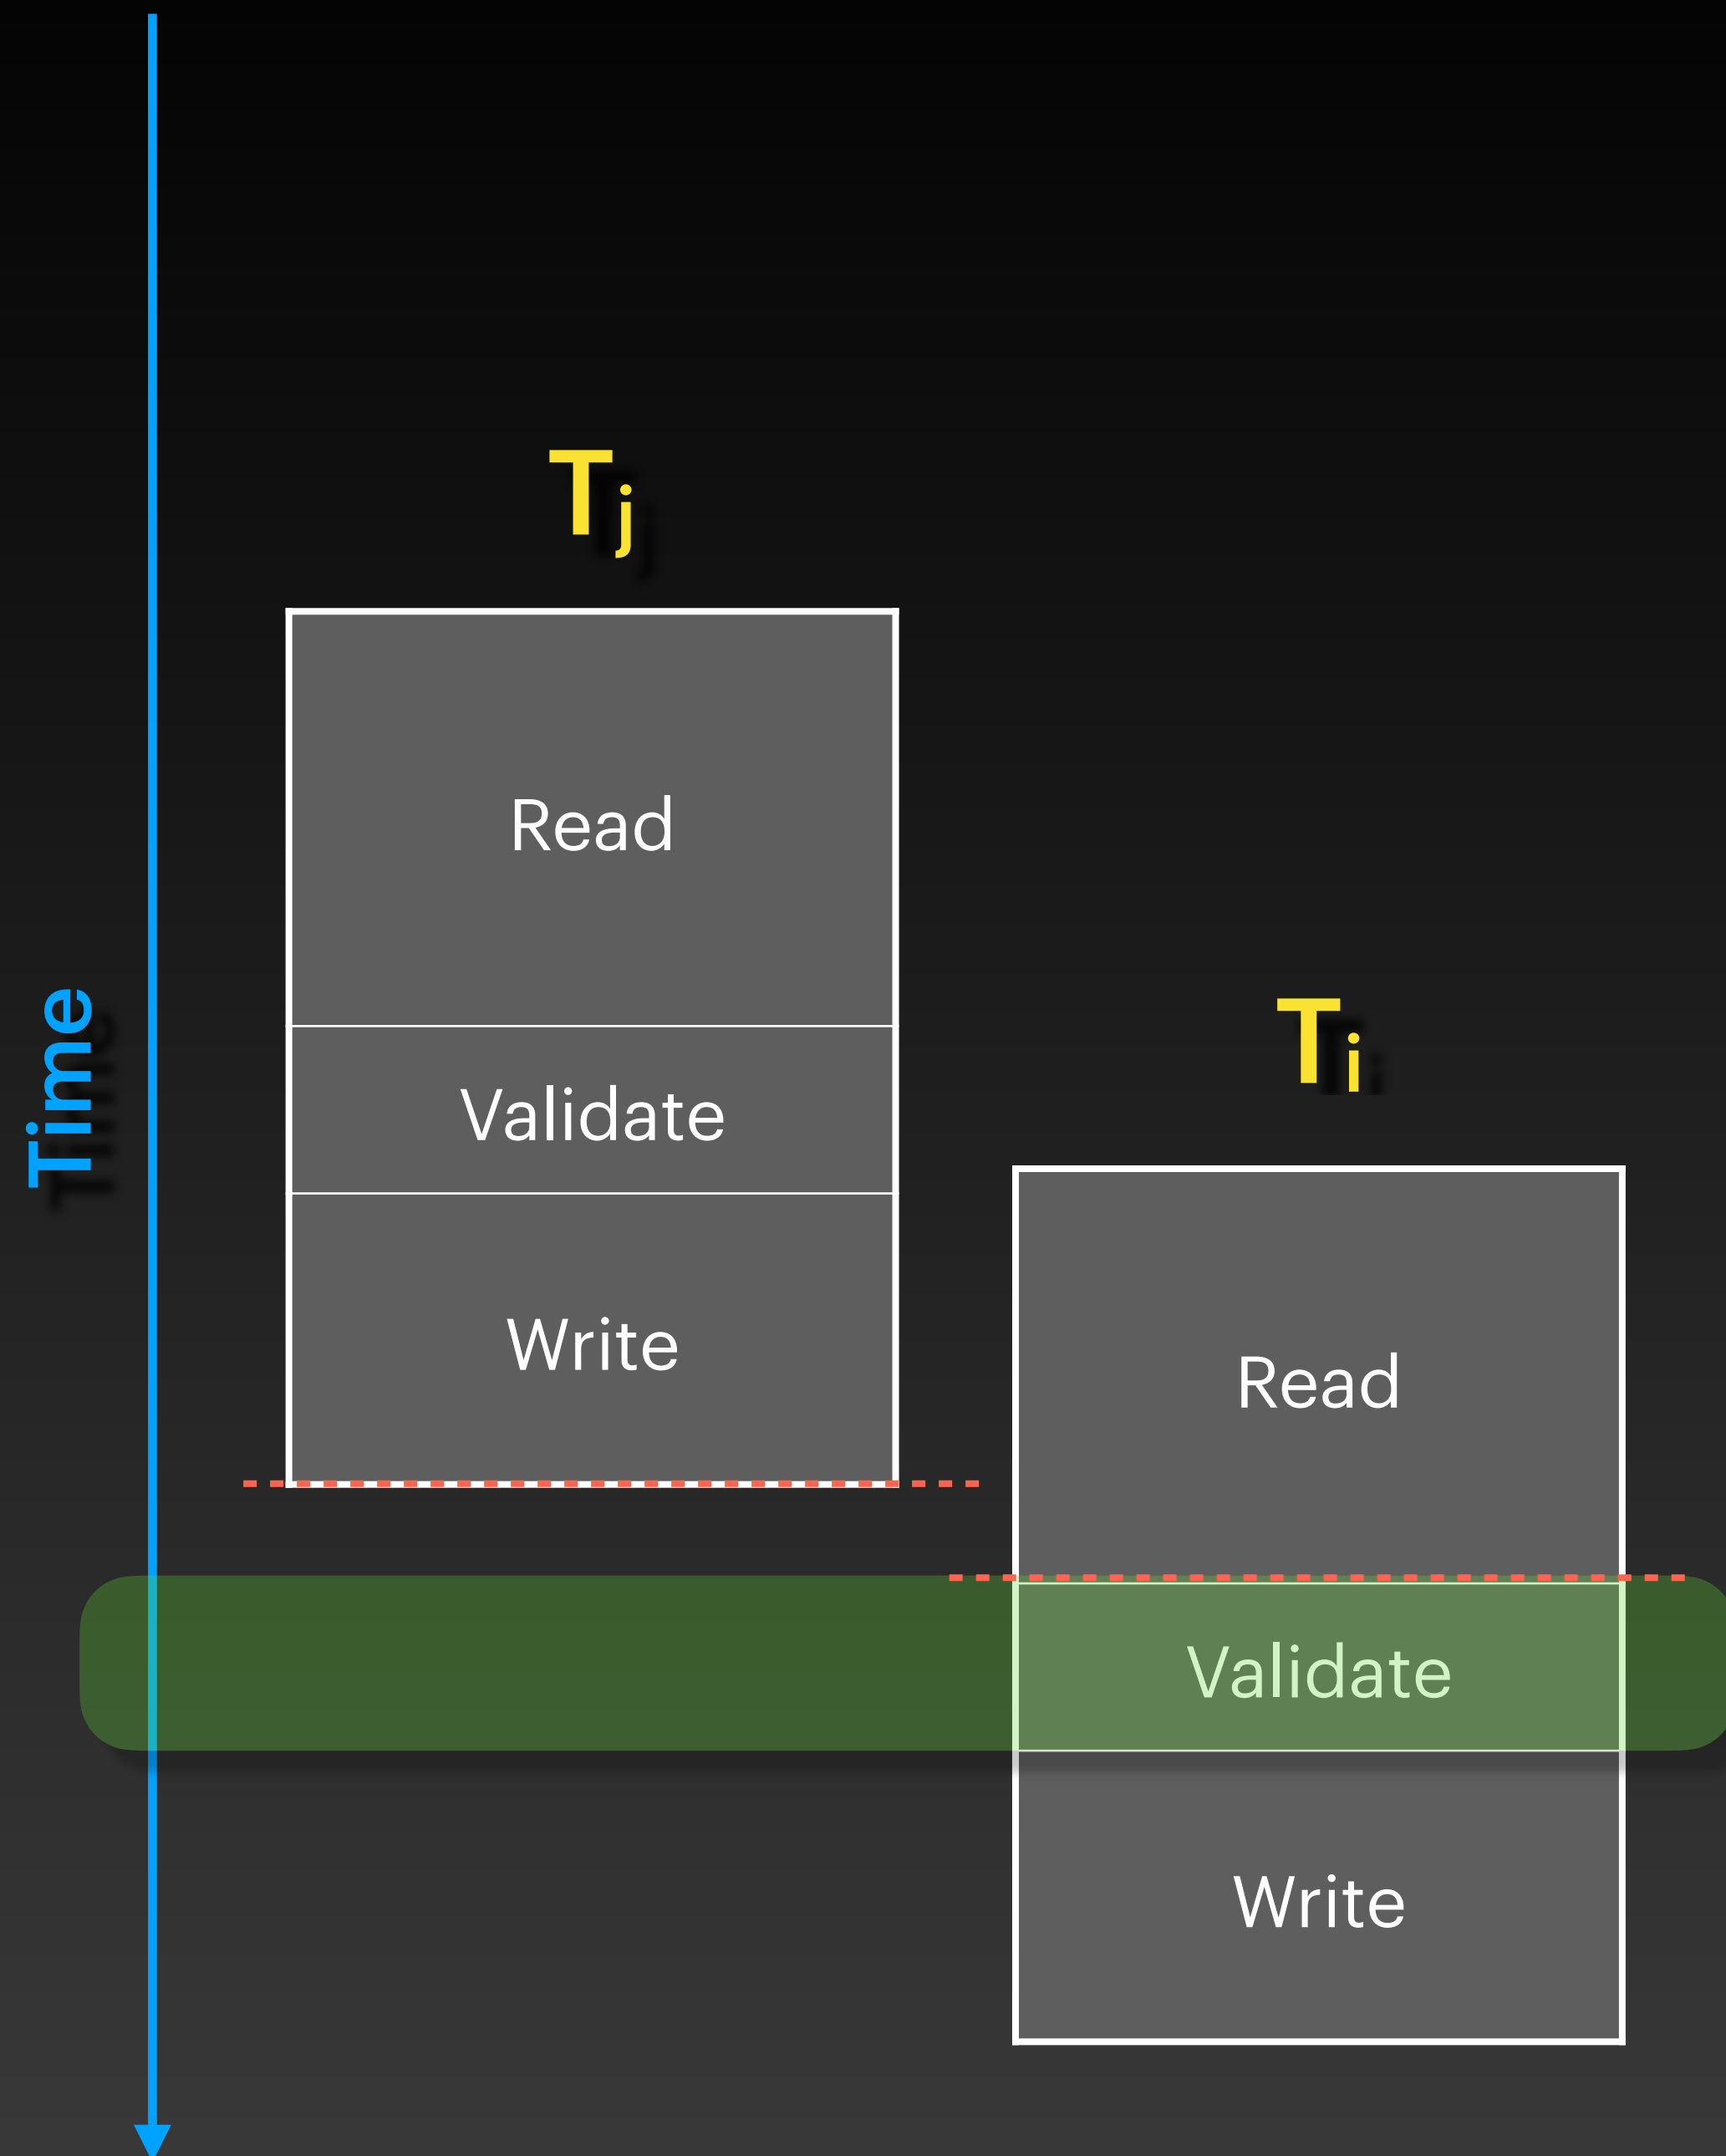 Time
Tj
Read
Validate
Write
Ti
Read
Validate
Write